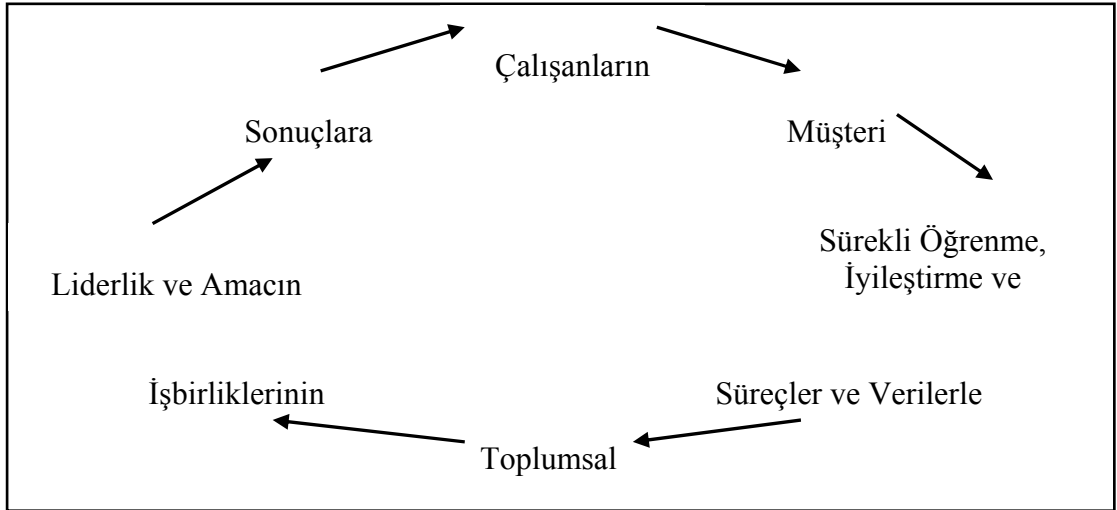 Çalışanların
Sonuçlara
Müşteri
Sürekli Öğrenme,
İyileştirme ve
Liderlik ve Amacın
İşbirliklerinin
Süreçler ve Verilerle
Toplumsal